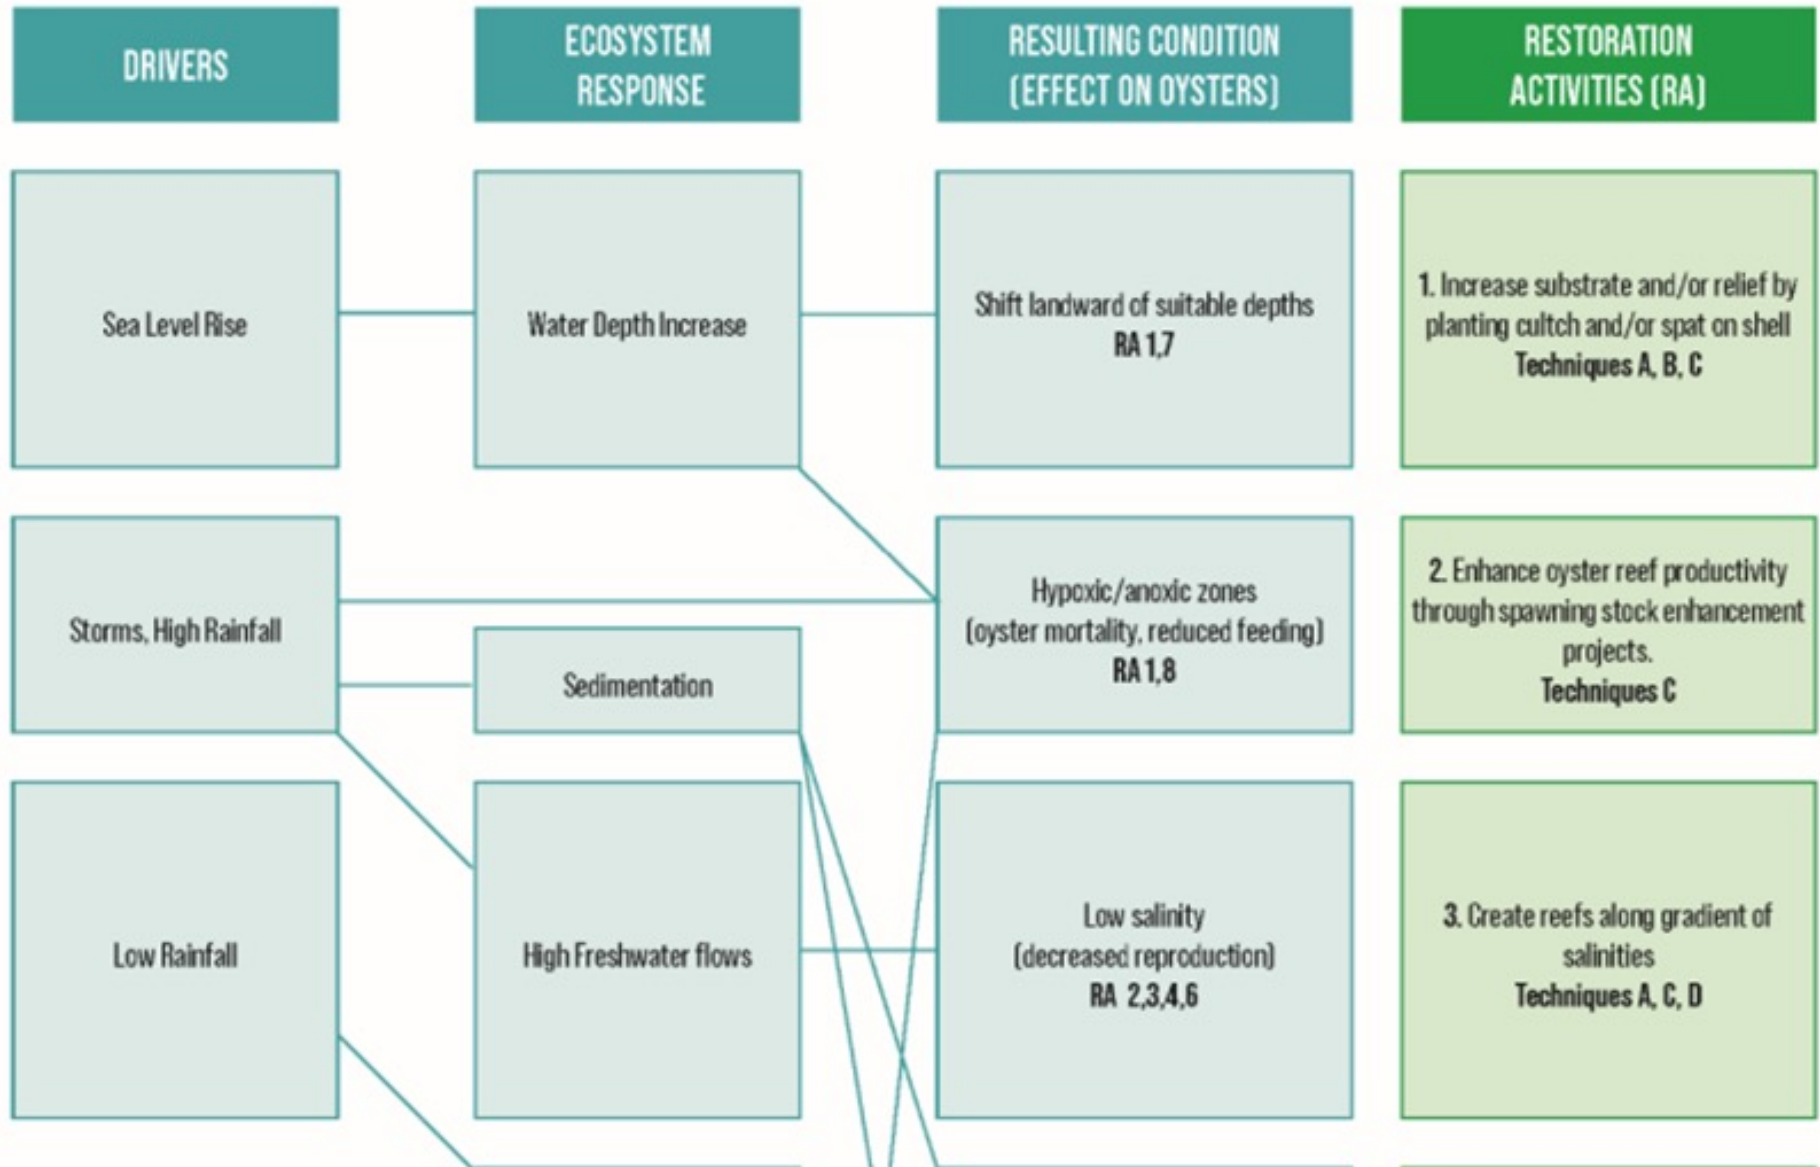 DRIVERS
ECOSYSTEM
RESPONSE
RESULTING CONDITION
(EFFECT ON OYSTERS)
RESTORATION
ACTIVITIES (RA)
Sea Level Rise
Water Depth Increase
Shift landward of suitable depths
RA 1,7
1. Increase substrate and/or relief by
planting cultch and/or spat on shell
Techniques A, B, C
Storms, High Rainfall
Sedimentation
Hypoxic/anoxic zones
(oyster mortality, reduced feeding)
RA 1,8
2. Enhance oyster reef productivity
through spawning stock enhancement
projects.
Techniques C
Low Rainfall
High Freshwater flows
Low salinity
(decreased reproduction)
RA 2,3,4,6
3. Create reefs along gradient of
salinities
Techniques A, C, D